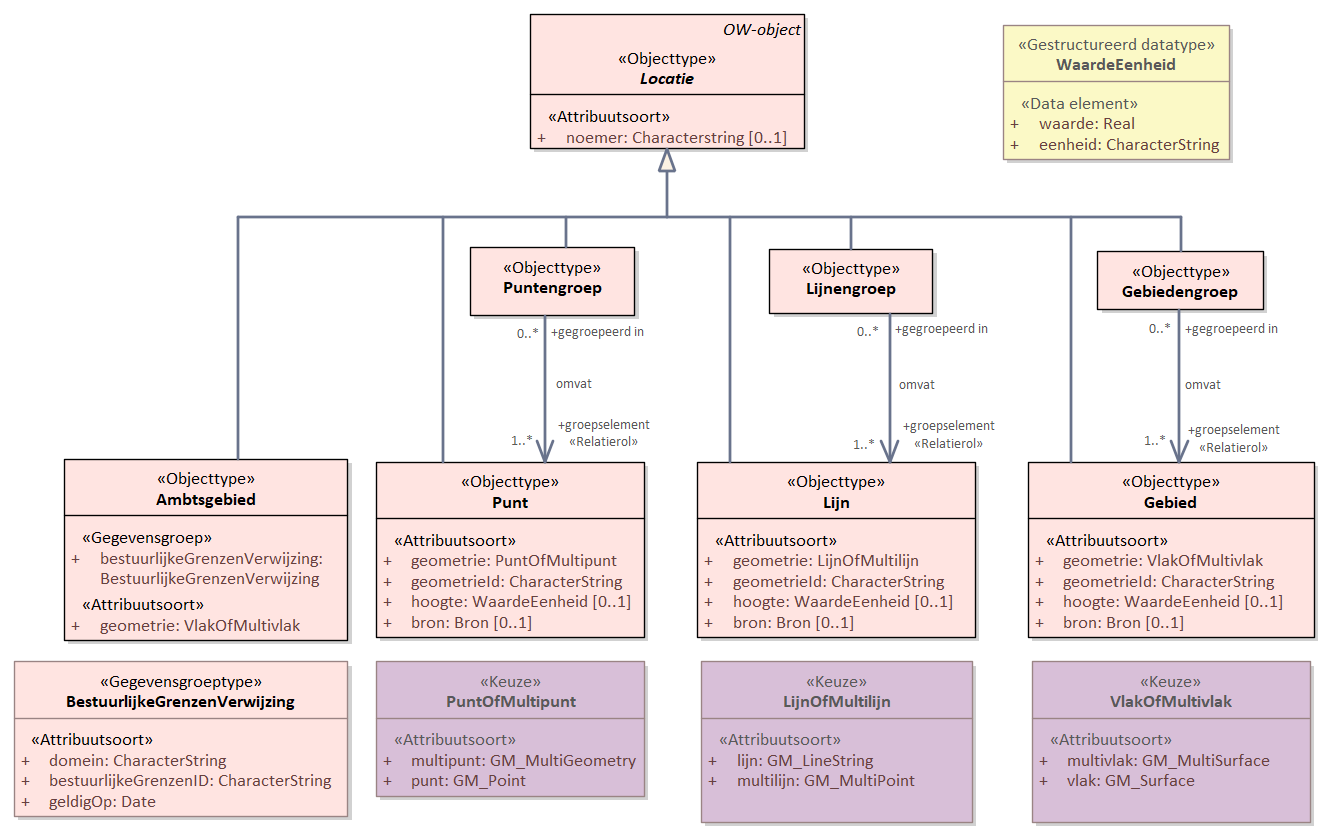 OW-object
«Objecttype»
Locatie
«Attribuutsoort»
+ noemer: Characterstring [0..1]
«Gestructureerd datatype»
WaardeEenheid
«Data element»
+ waarde: Real
+ eenheid: CharacterString
«Objecttype»
Puntengroep
«Objecttype»
Lijnengroep
«Objecttype»
Gebiedengroep
0..* +gegroepeerd in
omvat
+groepselement
1..* «Relatierol»
0..* +gegroepeerd in
omvat
+groepselement
1..* «Relatierol»
0..* +gegroepeerd in
omvat
+groepselement
1..* «Relatierol»
«Objecttype»
Ambtsgebied
«Gegevensgroep»
+ bestuurlijkeGrenzenVerwijzing:
BestuurlijkeGrenzenVerwijzing
«Attribuutsoort»
+ geometrie: VlakOfMultivlak
«Objecttype»
Punt
«Attribuutsoort»
+ geometrie: PuntOfMultipunt
+ geometrieId: CharacterString
+ hoogte: WaardeEenheid [0..1]
+ bron: Bron [0..1]
«Objecttype»
Lijn
«Attribuutsoort»
+ geometrie: LijnOfMultilijn
+ geometrieId: CharacterString
+ hoogte: WaardeEenheid [0..1]
+ bron: Bron [0..1]
«Objecttype»
Gebied
«Attribuutsoort»
+ geometrie: VlakOfMultivlak
+ geometrieId: CharacterString
+ hoogte: WaardeEenheid [0..1]
+ bron: Bron [0..1]
«Gegevensgroeptype»
BestuurlijkeGrenzenVerwijzing
«Attribuutsoort»
+ domein: CharacterString
+ bestuurlijkeGrenzenID: CharacterString
+ geldigOp: Date
«Keuze»
PuntOfMultipunt
«Attribuutsoort»
+ multipunt: GM_MultiGeometry
+ punt: GM_Point
«Keuze»
LijnOfMultilijn
«Attribuutsoort»
+ lijn: GM_LineString
+ multilijn: GM_MultiPoint
«Keuze»
VlakOfMultivlak
«Attribuutsoort»
+ multivlak: GM_MultiSurface
+ vlak: GM_Surface